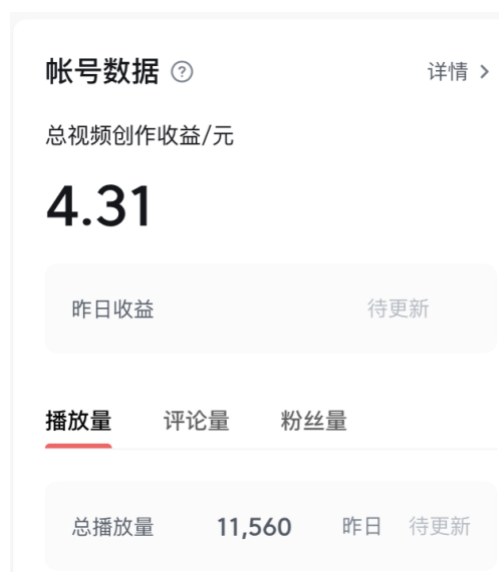 帐号数据 ? 详情 >
总视频创作收益/元
4.31
昨日收益 待更新
播放量 评论量 粉丝量
总播放量 11,560 昨日 待更新